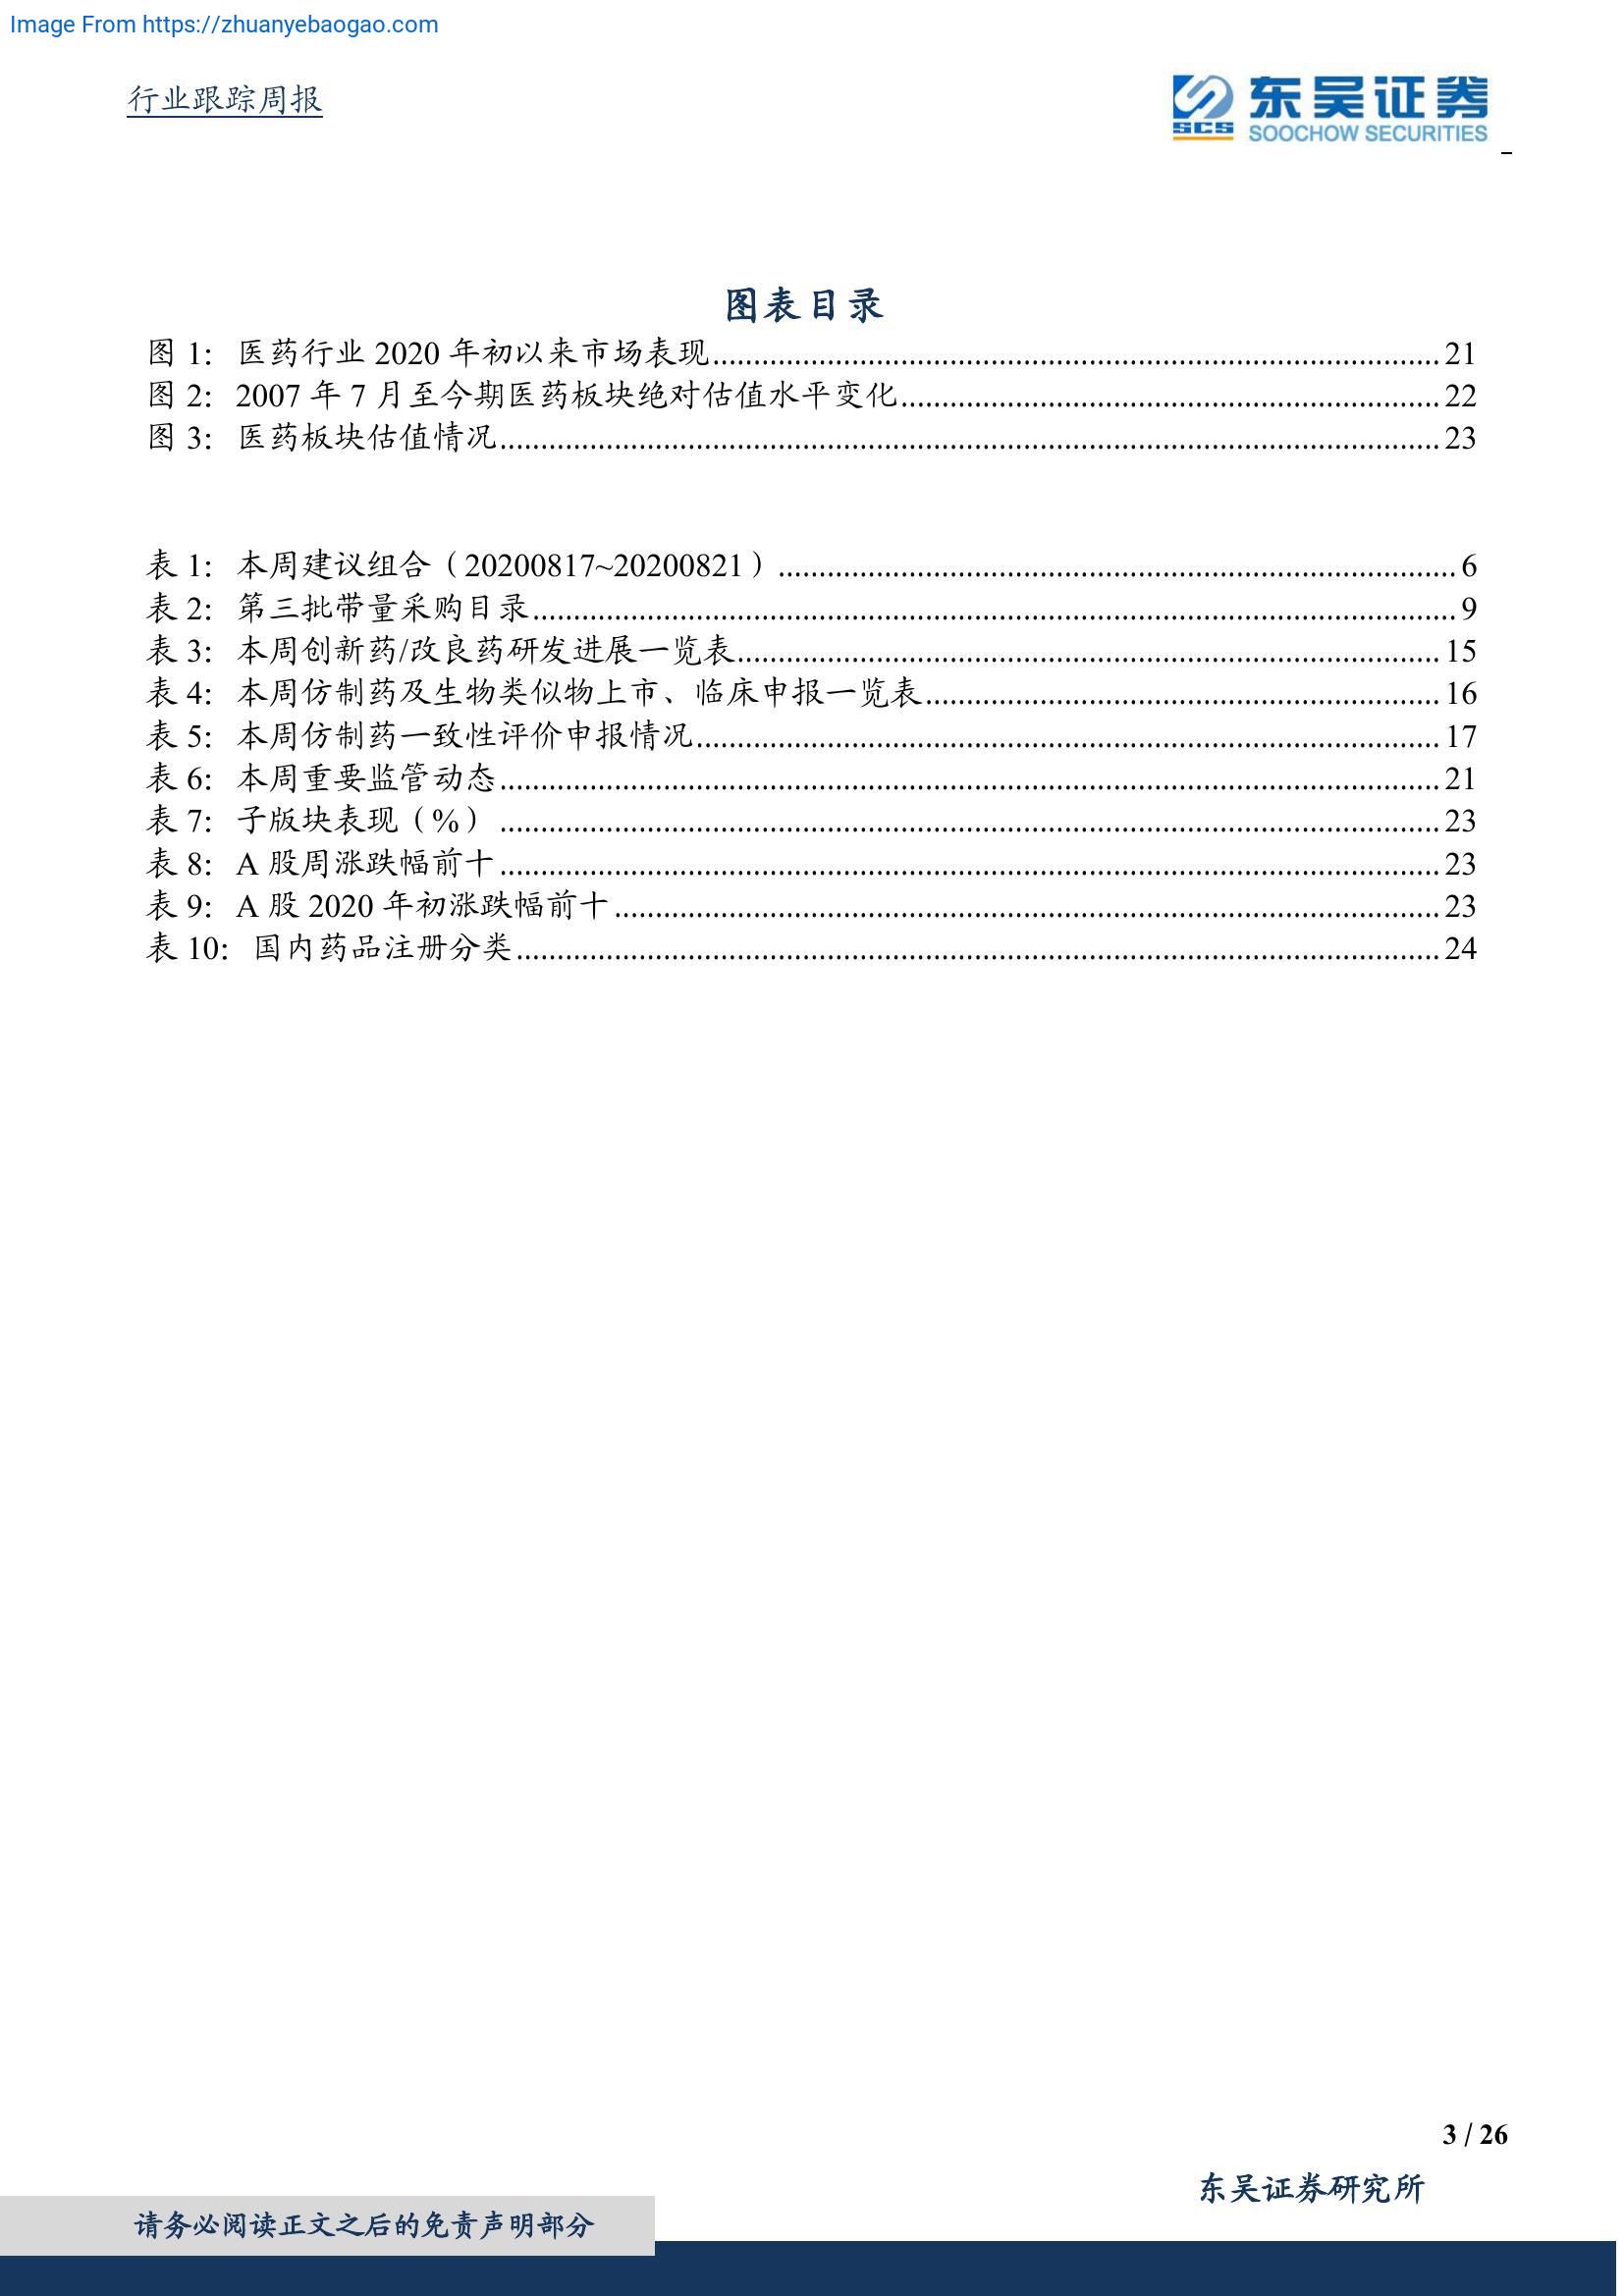 Image From https://zhuanyebaogao.com
行业跟踪周报
东吴证券
SCS SOOCHOW SECURITIES
图表目录
图 1： 医药行业 2020 年初以来市场表现 21
图 2： 2007 年 7 月至今期医药板块绝对估值水平变化 22
图 3： 医药板块估值情况 23
表 1： 本周建议组合（20200817~20200821） 6
表 2： 第三批带量采购目录 9
表 3： 本周创新药/改良药研发进展一览表 15
表 4： 本周仿制药及生物类似物上市、临床申报一览表 16
表 5： 本周仿制药一致性评价申报情况 17
表 6： 本周重要监管动态 21
表 7： 子版块表现（%） 23
表 8： A 股周涨跌幅前十 23
表 9： A 股 2020 年初涨跌幅前十 23
表 10： 国内药品注册分类 24
3 / 26
东吴证券研究所
请务必阅读正文之后的免责声明部分